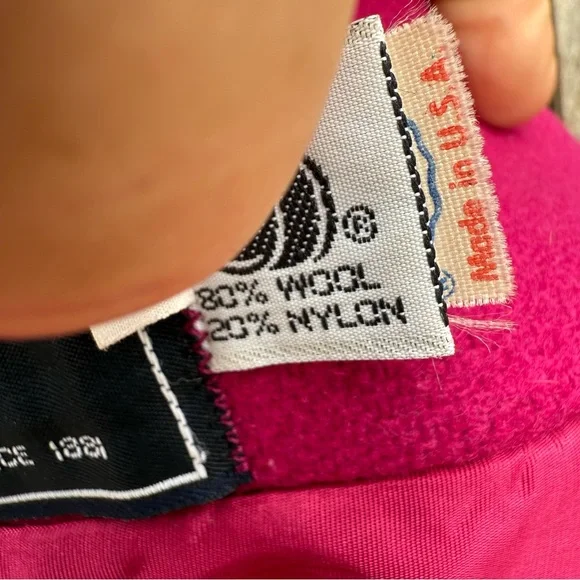 Made in U.S.A.
®
80% WOOL
20% NYLON
CE 1881